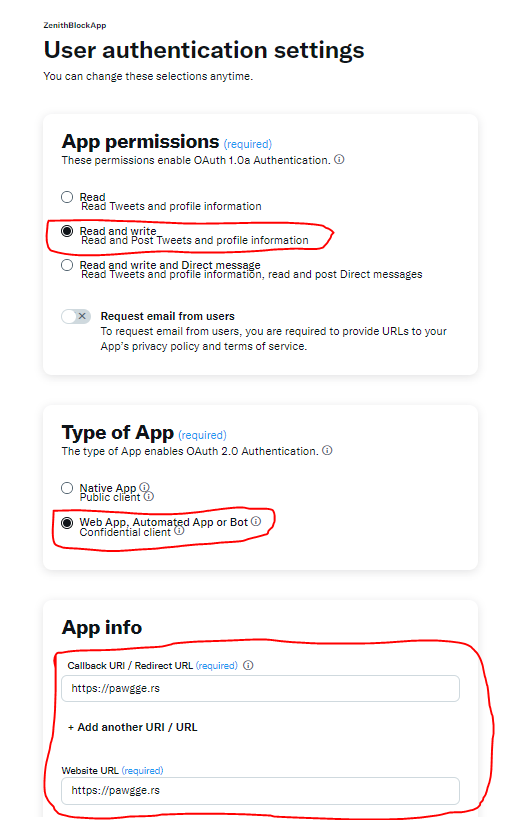 ZenithBlockApp
User authentication settings
You can change these selections anytime.
App permissions (required)
These permissions enable OAuth 1.0a Authentication.
Read
Read Tweets and profile information
Read and write
Read and Post Tweets and profile information
Read and write and Direct message
Read Tweets and profile information, read and post Direct messages
Request email from users
To request email from users, you are required to provide URLs to your
App's privacy policy and terms of service.
Type of App (required)
The type of App enables OAuth 2.0 Authentication.
Native App
Public client
Web App, Automated App or Bot
Confidential client
App info
Callback URI / Redirect URL (required)
https://pawgge.rs
+ Add another URI / URL
Website URL (required)
https://pawgge.rs